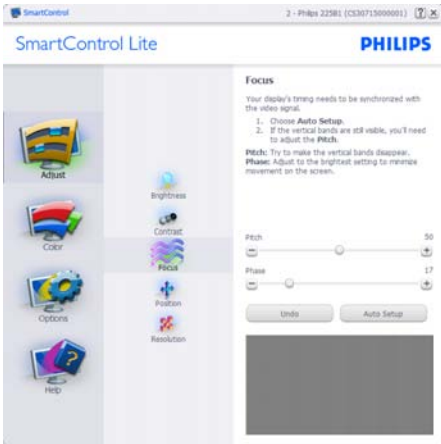 SmartControl
2 - Philips 225B1 (CS30715000001)
SmartControl Lite
PHILIPS
Adjust
Color
Options
Help
Brightness
Contrast
Focus
Position
Resolution
Focus
Your display's timing needs to be synchronized with
the video signal.
1. Choose Auto Setup.
2. If the vertical bands are still visible, you'll need
to adjust the Pitch.
Pitch: Try to make the vertical bands disappear.
Phase: Adjust to the brightest setting to minimize
movement on the screen.
Pitch 50
Phase 17
Undo
Auto Setup